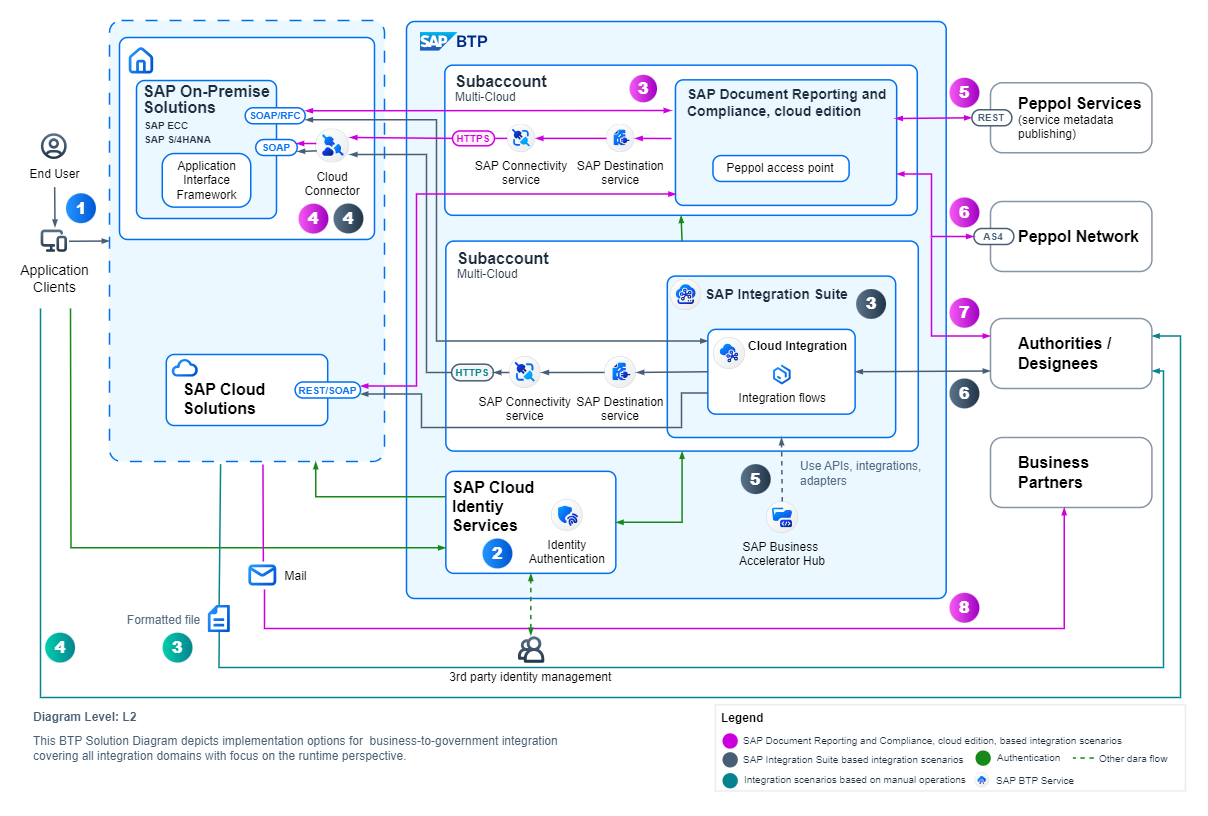 SAP BTP
SAP On-Premise
Solutions
SAP ECC
SAP S/4HANA
Application
Interface
Framework
SOAP/RFC
SOAP
Cloud
Connector
4
4
End User
1
Application
Clients
SAP Cloud
Solutions
REST/SOAP
Subaccount
Multi-Cloud
3
HTTPS
SAP Connectivity
service
SAP Destination
service
SAP Document Reporting and
Compliance, cloud edition
Peppol access point
Subaccount
Multi-Cloud
SAP Integration Suite
3
Cloud Integration
Integration flows
HTTPS
SAP Connectivity
service
SAP Destination
service
5
Use APIs, integrations,
adapters
SAP Business
Accelerator Hub
SAP Cloud
Identiy
Services
2
Identity
Authentication
5
REST
Peppol Services
(service metadata
publishing)
6
AS4
Peppol Network
7
Authorities /
Designees
6
Business
Partners
8
Mail
Formatted file
3
4
3rd party identity management
Diagram Level: L2
This BTP Solution Diagram depicts implementation options for  business-to-government integration
covering all integration domains with focus on the runtime perspective.
Legend
SAP Document Reporting and Compliance, cloud edition, based integration scenarios
SAP Integration Suite based integration scenarios
Authentication
Other dara flow
Integration scenarios based on manual operations
SAP BTP Service